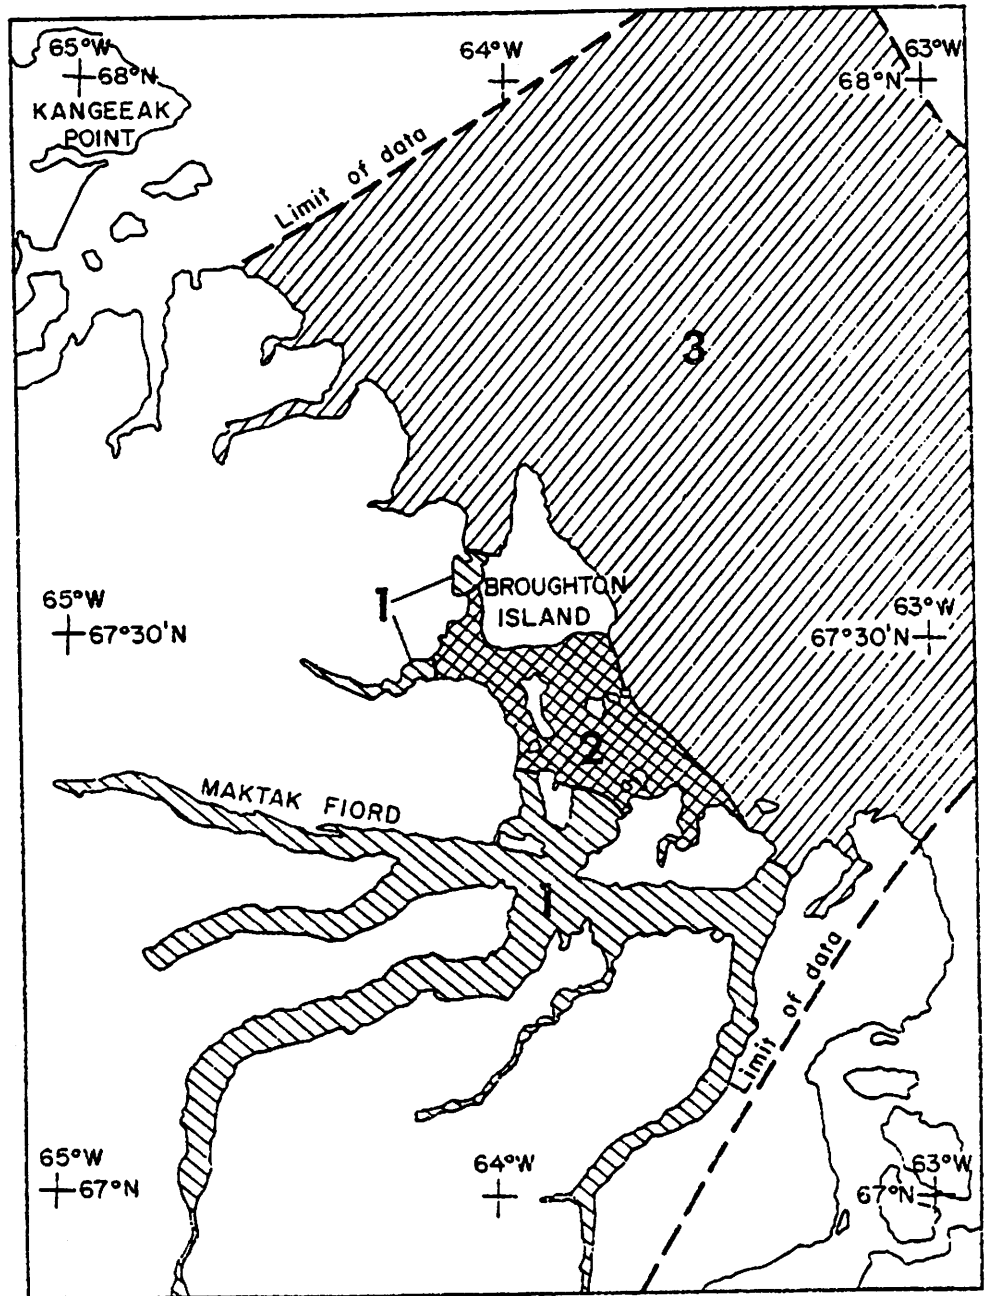 65°W
68°N
KANGEEAK
POINT
64°W
63°W
68°N
Limit of data
3
1
BROUGHTON
ISLAND
65°W
67°30'N
63°W
67°30'N
2
MAKTAK FIORD
1
Limit of data
65°W
67°N
64°W
63°W
67°N